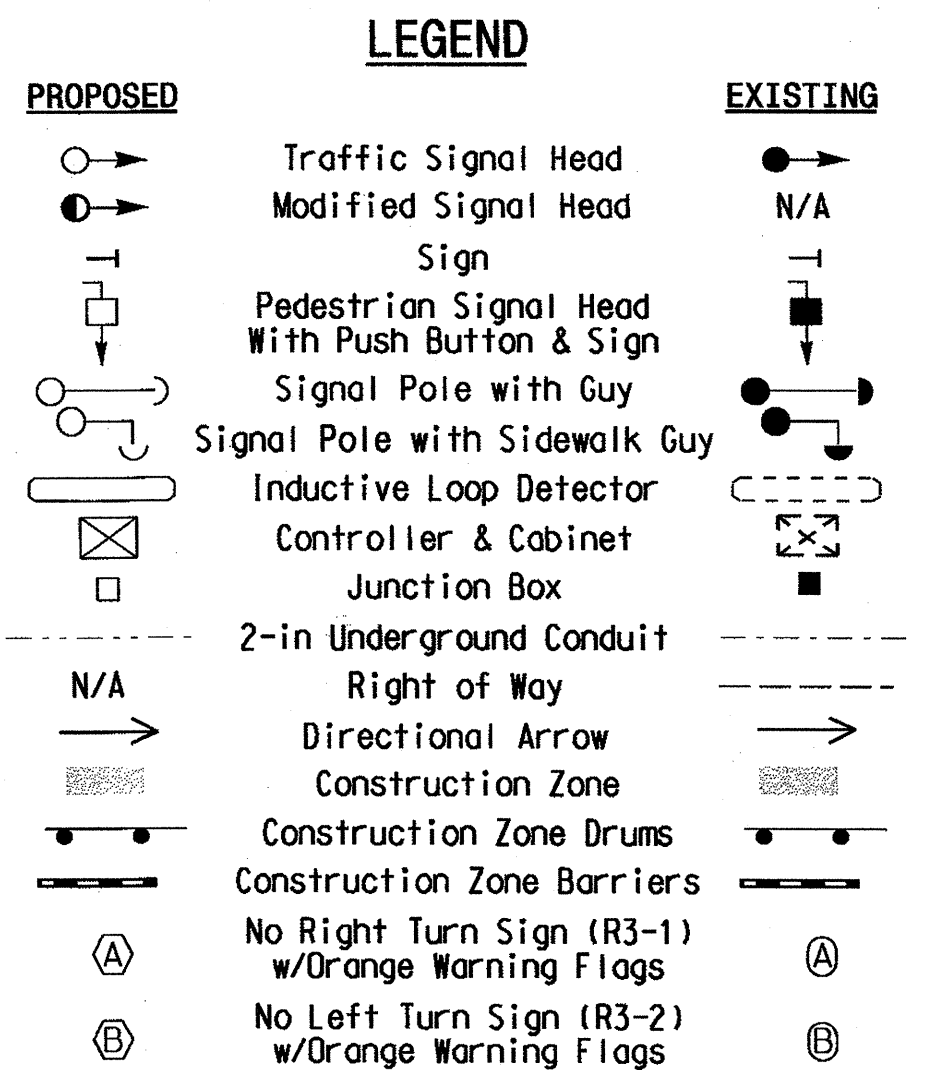 LEGEND
PROPOSED EXISTING
Traffic Signal Head
Modified Signal Head N/A
Sign
Pedestrian Signal Head
With Push Button & Sign
Signal Pole with Guy
Signal Pole with Sidewalk Guy
Inductive Loop Detector
Controller & Cabinet
Junction Box
2-in Underground Conduit
N/A Right of Way
Directional Arrow
Construction Zone
Construction Zone Drums
Construction Zone Barriers
No Right Turn Sign (R3-1)
A w/Orange Warning Flags A
No Left Turn Sign (R3-2)
B w/Orange Warning Flags B